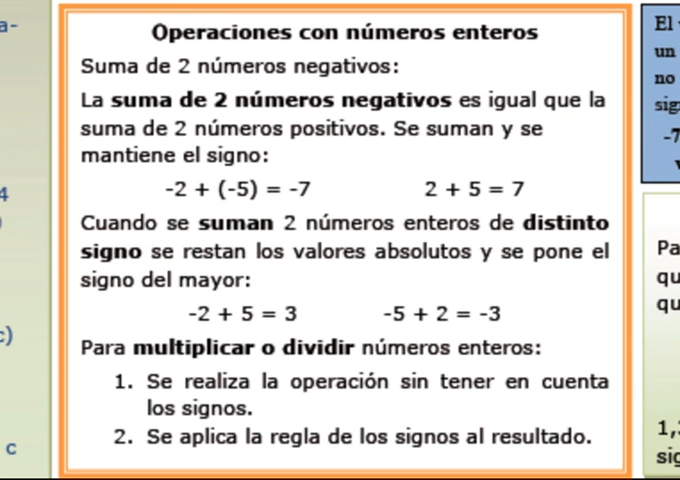 Operaciones con números enteros
Suma de 2 números negativos:
La suma de 2 números negativos es igual que la
suma de 2 números positivos. Se suman y se
mantiene el signo:
-2 + (-5) = -7 2 + 5 = 7
Cuando se suman 2 números enteros de distinto
signo se restan los valores absolutos y se pone el
signo del mayor:
-2 + 5 = 3 -5 + 2 = -3
Para multiplicar o dividir números enteros:
1. Se realiza la operación sin tener en cuenta
los signos.
2. Se aplica la regla de los signos al resultado.
a-
4
c)
c
El
un
no
-7